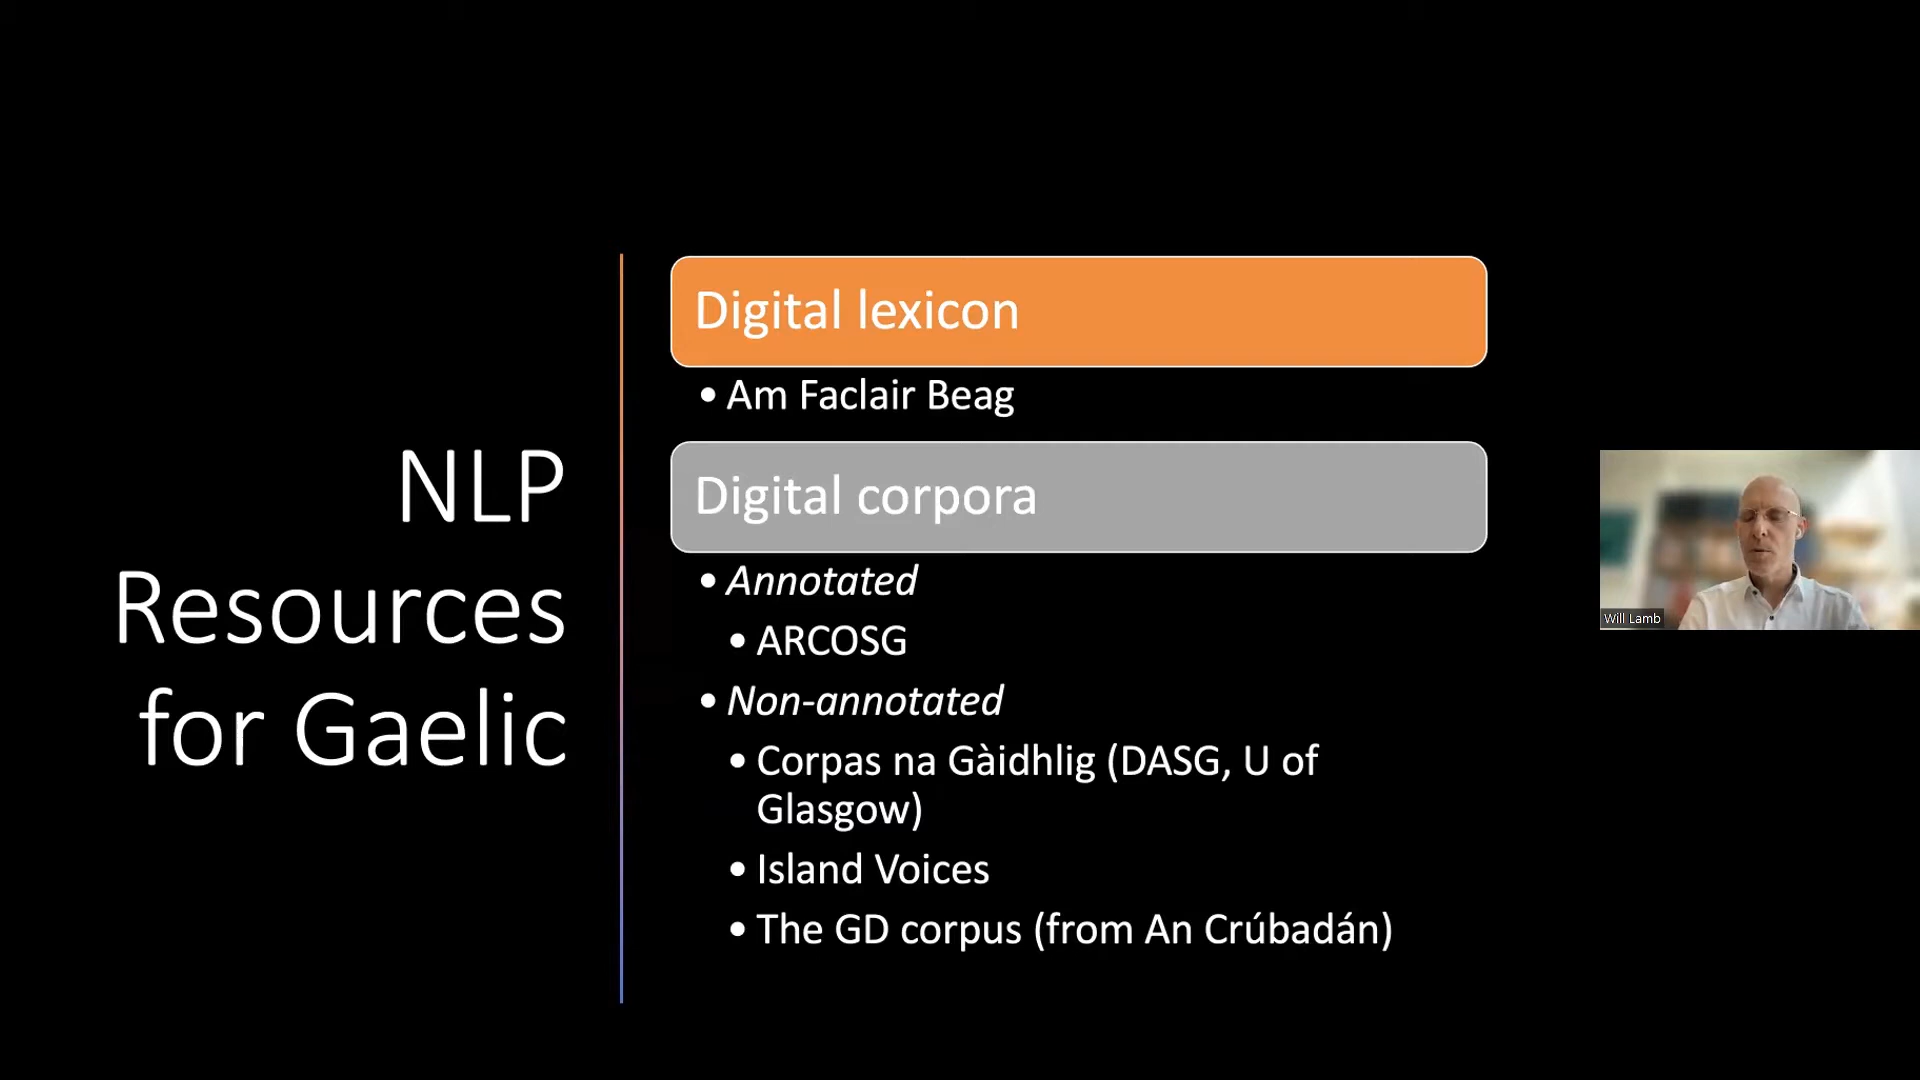 NLP
Resources
for Gaelic
Digital lexicon
• Am Faclair Beag
Digital corpora
• Annotated
• ARCOSG
• Non-annotated
• Corpas na Gàidhlig (DASG, U of
Glasgow)
• Island Voices
• The GD corpus (from An Crúbadán)
Will Lamb